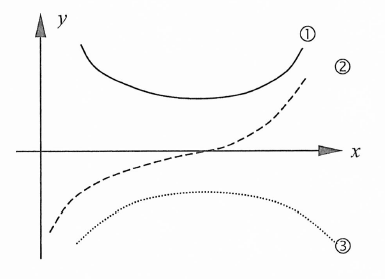 y
①
②
x
③